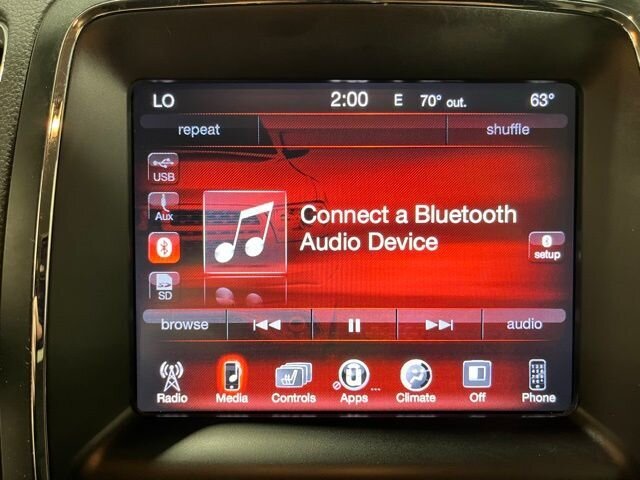 LO 2:00 E 70° out. 63°
repeat shuffle
USB
Aux
Connect a Bluetooth
Audio Device
setup
SD
browse audio
Radio Media Controls Apps ... Climate Off Phone